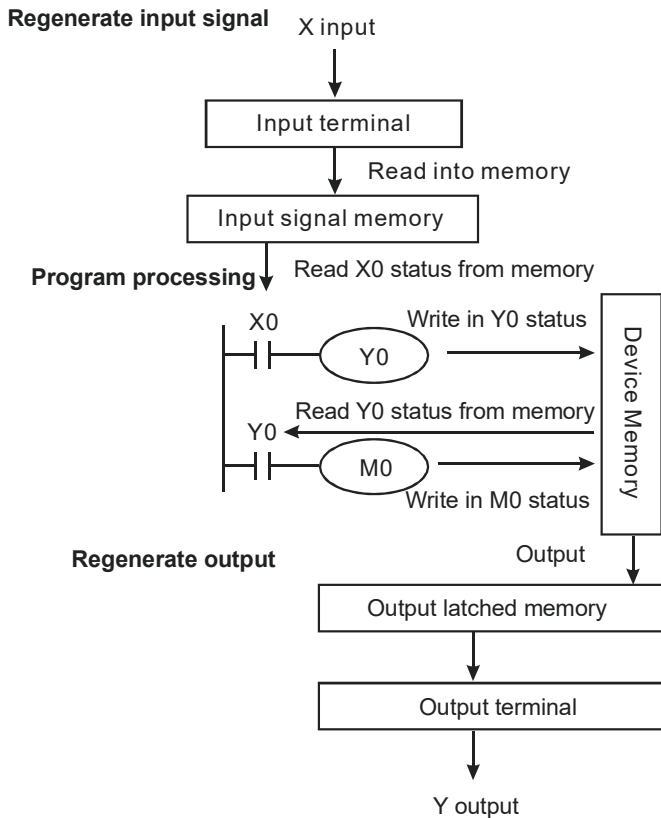 Regenerate input signal
X input
Input terminal
Read into memory
Input signal memory
Program processing
Read X0 status from memory
X0
Write in Y0 status
Y0
Device Memory
Read Y0 status from memory
Y0
M0
Write in M0 status
Regenerate output
Output
Output latched memory
Output terminal
Y output